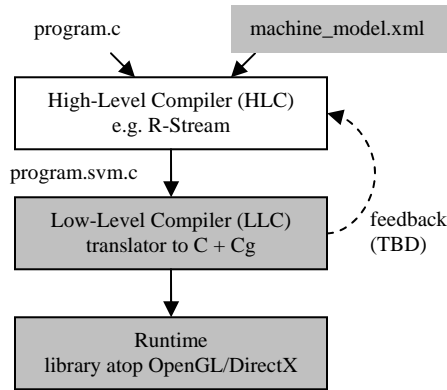 program.c
machine_model.xml
High-Level Compiler (HLC)
e.g. R-Stream
program.svm.c
Low-Level Compiler (LLC)
translator to C + Cg
feedback
(TBD)
Runtime
library atop OpenGL/DirectX